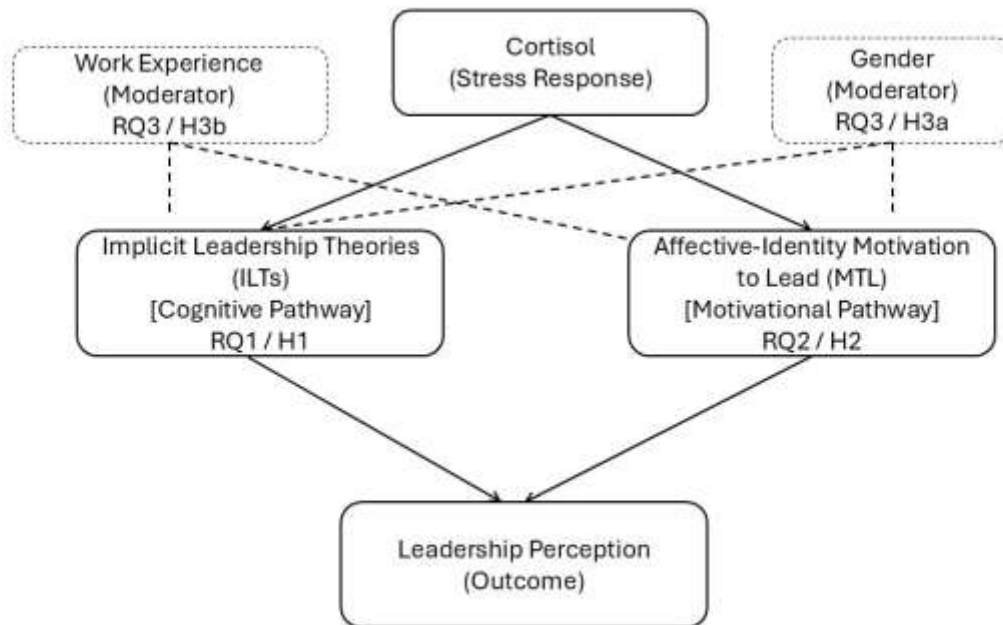 Cortisol
(Stress Response)
Work Experience
(Moderator)
RQ3 / H3b
Gender
(Moderator)
RQ3 / H3a
Implicit Leadership Theories
(ILTs)
[Cognitive Pathway]
RQ1 / H1
Affective-Identity Motivation
to Lead (MTL)
[Motivational Pathway]
RQ2 / H2
Leadership Perception
(Outcome)